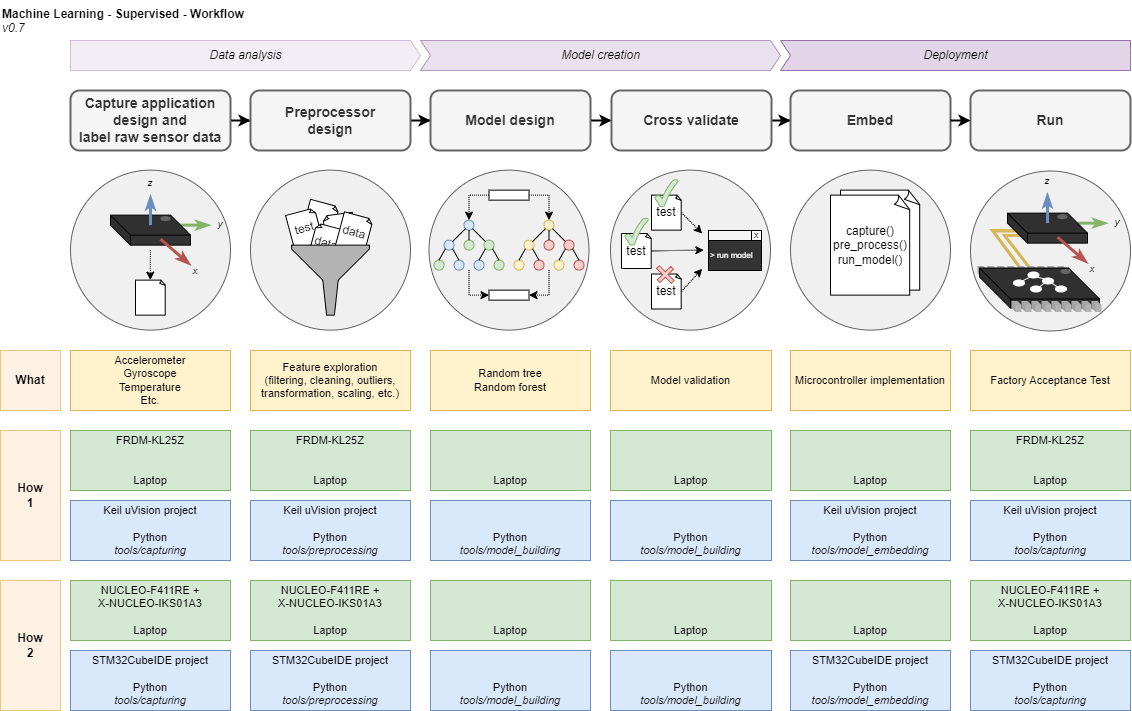 Machine Learning - Supervised - Workflow
v0.7
Data analysis
Model creation
Deployment
Capture application
design and
label raw sensor data
Preprocessor
design
Model design
Cross validate
Embed
Run
z
y
x
test
data
data
test
test
test
x
> run model
capture()
pre_process()
run_model()
z
y
x
What
Accelerometer
Gyroscope
Temperature
Etc.
Feature exploration
(filtering, cleaning, outliers,
transformation, scaling, etc.)
Random tree
Random forest
Model validation
Microcontroller implementation
Factory Acceptance Test
How
1
FRDM-KL25Z
Laptop
FRDM-KL25Z
Laptop
Laptop
Laptop
Laptop
FRDM-KL25Z
Laptop
Keil uVision project
Python
tools/capturing
Keil uVision project
Python
tools/preprocessing
Python
tools/model_building
Python
tools/model_building
Keil uVision project
Python
tools/model_embedding
Keil uVision project
Python
tools/capturing
How
2
NUCLEO-F411RE +
X-NUCLEO-IKS01A3
Laptop
NUCLEO-F411RE +
X-NUCLEO-IKS01A3
Laptop
Laptop
Laptop
Laptop
NUCLEO-F411RE +
X-NUCLEO-IKS01A3
Laptop
STM32CubeIDE project
Python
tools/capturing
STM32CubeIDE project
Python
tools/preprocessing
Python
tools/model_building
Python
tools/model_building
STM32CubeIDE project
Python
tools/model_embedding
STM32CubeIDE project
Python
tools/capturing